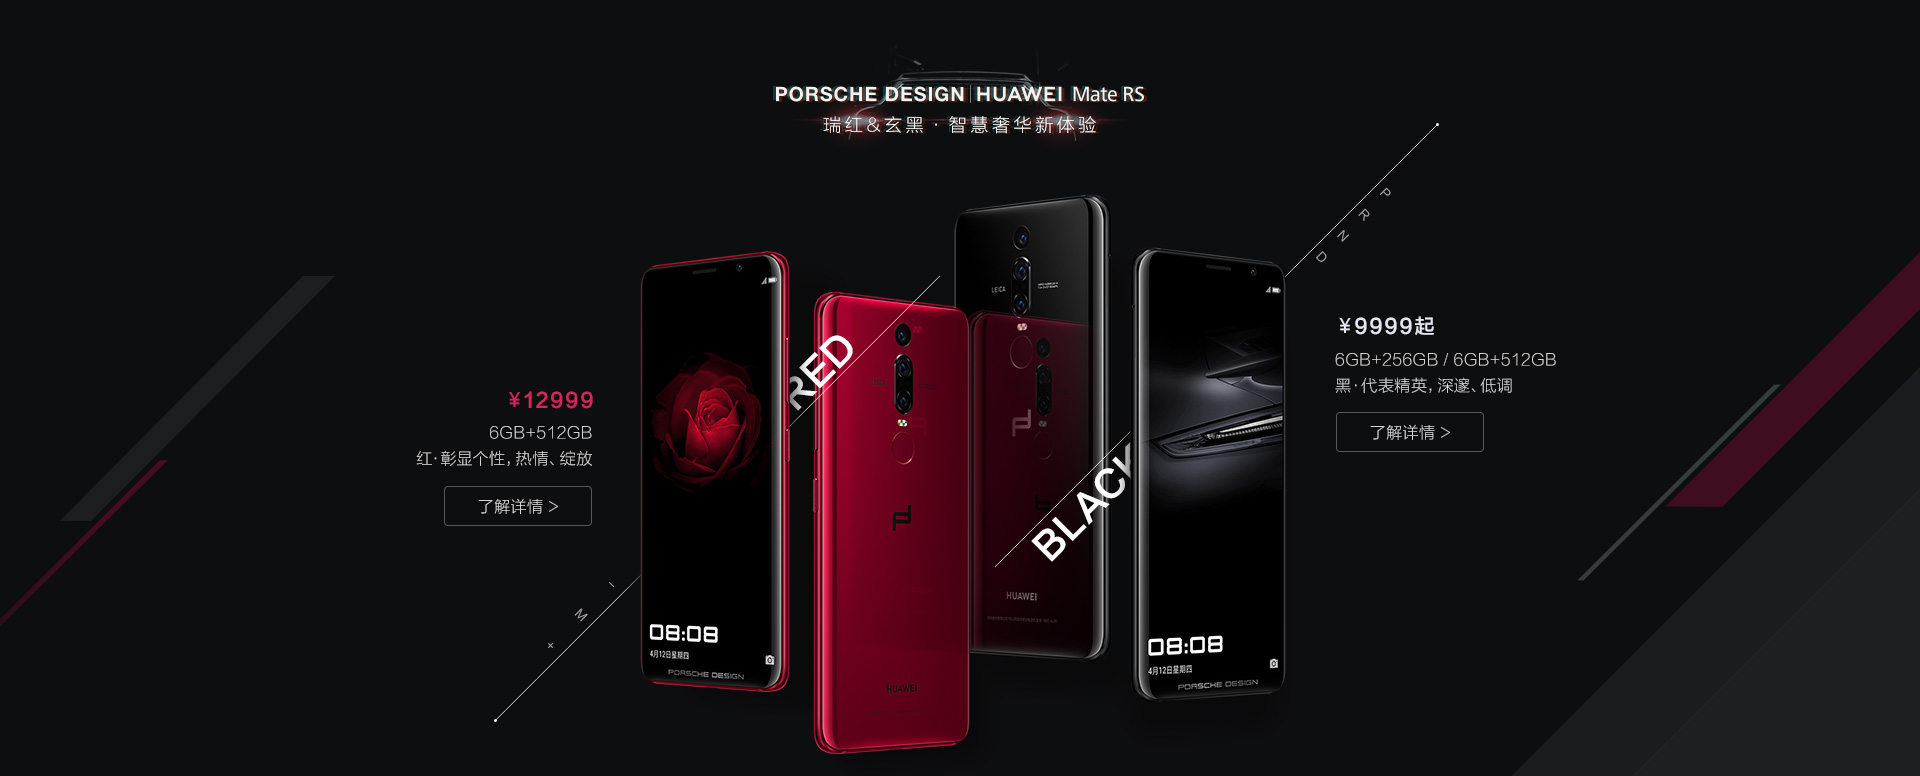 PORSCHE DESIGN | HUAWEI Mate RS
瑞红&玄黑 · 智慧奢华新体验
¥12999
6GB+512GB
红·彰显个性, 热情、绽放
了解详情 >
¥9999起
6GB+256GB / 6GB+512GB
黑·代表精英, 深邃、低调
了解详情 >
P R N D
+ M -
RED
BLACK
08:08
4月12日星期四
PORSCHE DESIGN
HUAWEI
LEICA
HUAWEI
08:08
4月12日星期四
PORSCHE DESIGN